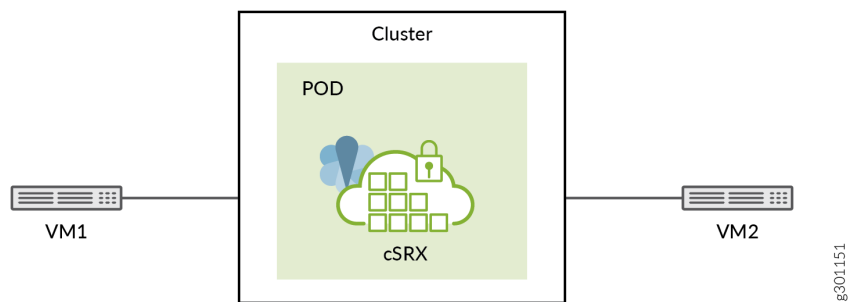 Cluster
POD
cSRX
VM1
VM2
g301151